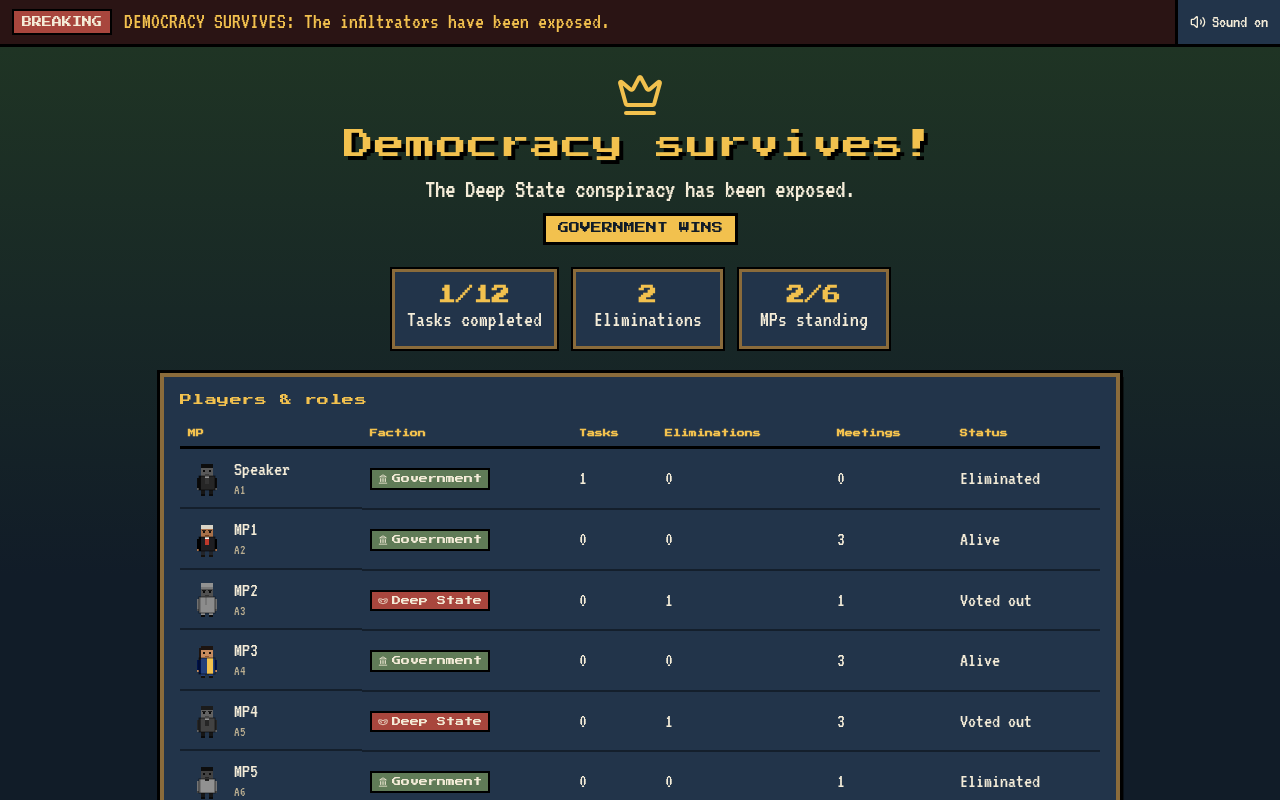 BREAKING DEMOCRACY SURVIVES: The infiltrators have been exposed. Sound on
Democracy survives!
The Deep State conspiracy has been exposed.
GOVERNMENT WINS
1/12 2 2/6
Tasks completed Eliminations MPs standing
Players & roles
MP Faction Tasks Eliminations Meetings Status
Speaker
A1 Government 1 0 0 Eliminated
MP1
A2 Government 0 0 3 Alive
MP2
A3 Deep State 0 1 1 Voted out
MP3
A4 Government 0 0 3 Alive
MP4
A5 Deep State 0 1 3 Voted out
MP5
A6 Government 0 0 1 Eliminated